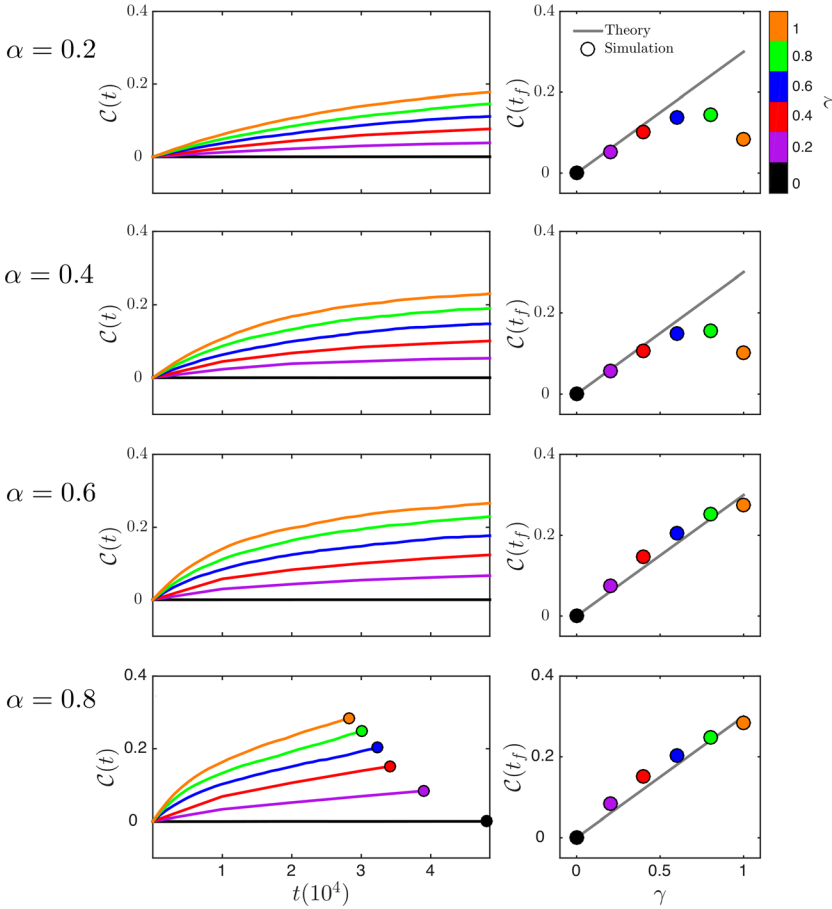 α = 0.2
C(t)
0.4
0.2
0
C(t_f)
0.4
0.2
0
Theory
Simulation
1
0.8
0.6
0.4
0.2
0
γ
α = 0.4
C(t)
0.4
0.2
0
C(t_f)
0.4
0.2
0
α = 0.6
C(t)
0.4
0.2
0
C(t_f)
0.4
0.2
0
α = 0.8
C(t)
0.4
0.2
0
0 1 2 3 4
t(10^4)
C(t_f)
0.4
0.2
0
0 0.5 1
γ